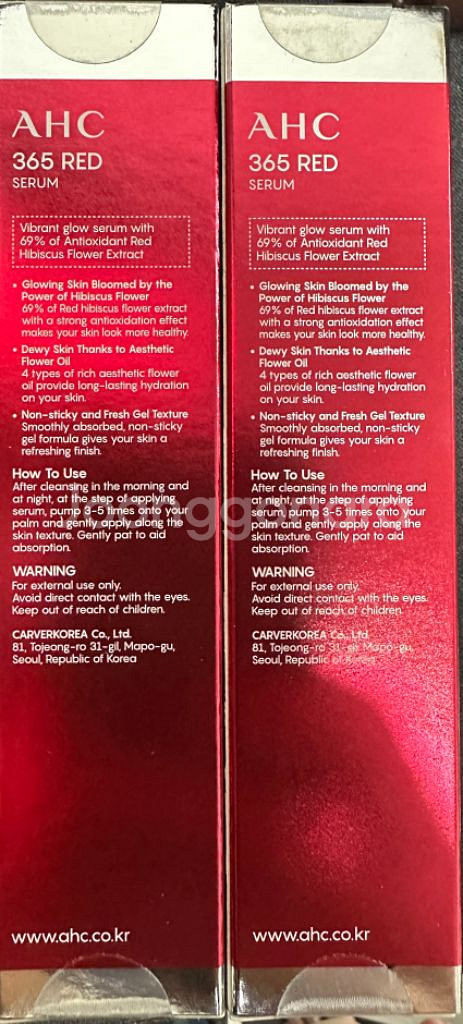 AHC
365 RED
SERUM
Vibrant glow serum with
69% of Antioxidant Red
Hibiscus Flower Extract
• Glowing Skin Bloomed by the
Power of Hibiscus Flower
69% of Red hibiscus flower extract
with a strong antioxidation effect
makes your skin look more healthy.
• Dewy Skin Thanks to Aesthetic
Flower Oil
4 types of rich aesthetic flower
oil provide long-lasting hydration
on your skin.
• Non-sticky and Fresh Gel Texture
Smoothly absorbed, non-sticky
gel formula gives your skin a
refreshing finish.
How To Use
After cleansing in the morning and
at night, at the step of applying
serum, pump 3-5 times onto your
palm and gently apply along the
skin texture. Gently pat to aid
absorption.
WARNING
For external use only.
Avoid direct contact with the eyes.
Keep out of reach of children.
CARVERKOREA Co., Ltd.
81, Tojeong-ro 31-gil, Mapo-gu,
Seoul, Republic of Korea
www.ahc.co.kr
AHC
365 RED
SERUM
Vibrant glow serum with
69% of Antioxidant Red
Hibiscus Flower Extract
• Glowing Skin Bloomed by the
Power of Hibiscus Flower
69% of Red hibiscus flower extract
with a strong antioxidation effect
makes your skin look more healthy.
• Dewy Skin Thanks to Aesthetic
Flower Oil
4 types of rich aesthetic flower
oil provide long-lasting hydration
on your skin.
• Non-sticky and Fresh Gel Texture
Smoothly absorbed, non-sticky
gel formula gives your skin a
refreshing finish.
How To Use
After cleansing in the morning and
at night, at the step of applying
serum, pump 3-5 times onto your
palm and gently apply along the
skin texture. Gently pat to aid
absorption.
WARNING
For external use only.
Avoid direct contact with the eyes.
Keep out of reach of children.
CARVERKOREA Co., Ltd.
81, Tojeong-ro 31-gil, Mapo-gu,
Seoul, Republic of Korea
www.ahc.co.kr